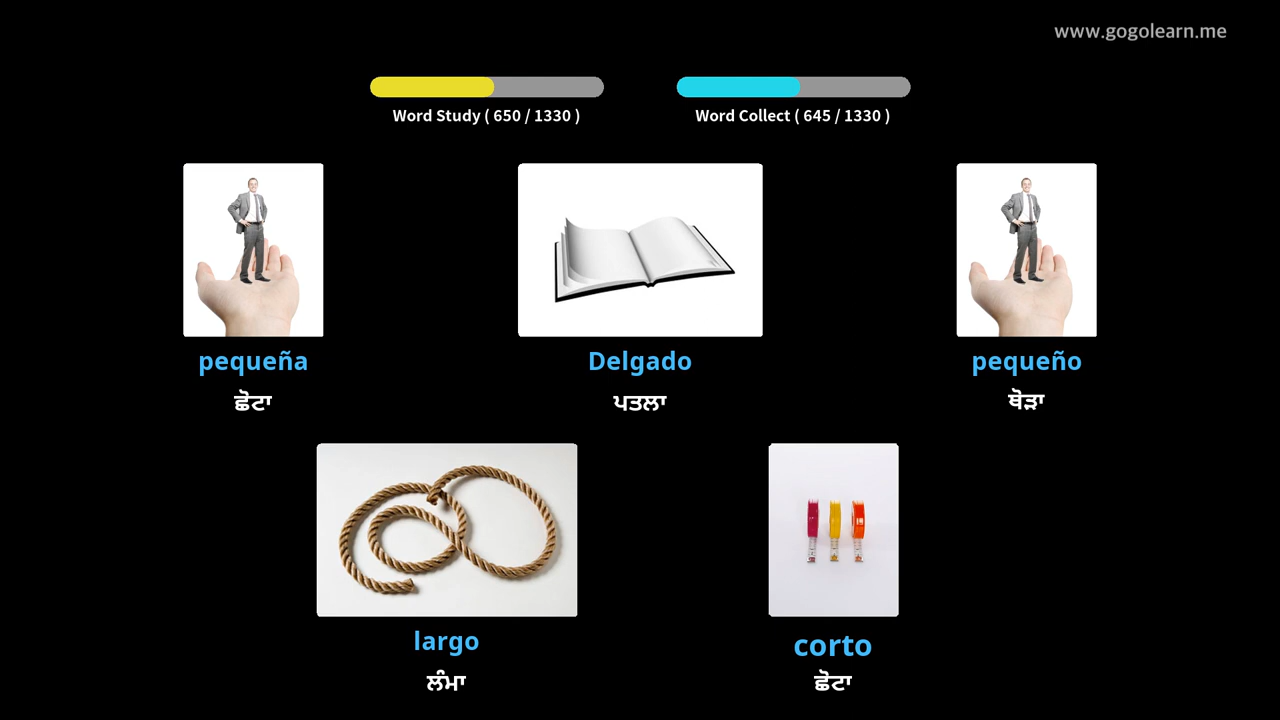 www.gogolearn.me
Word Study ( 650 / 1330 )
Word Collect ( 645 / 1330 )
pequeña
ਛੋਟਾ
Delgado
ਪਤਲਾ
pequeño
ਥੋੜਾ
largo
ਲੰਮਾ
corto
ਛੋਟਾ